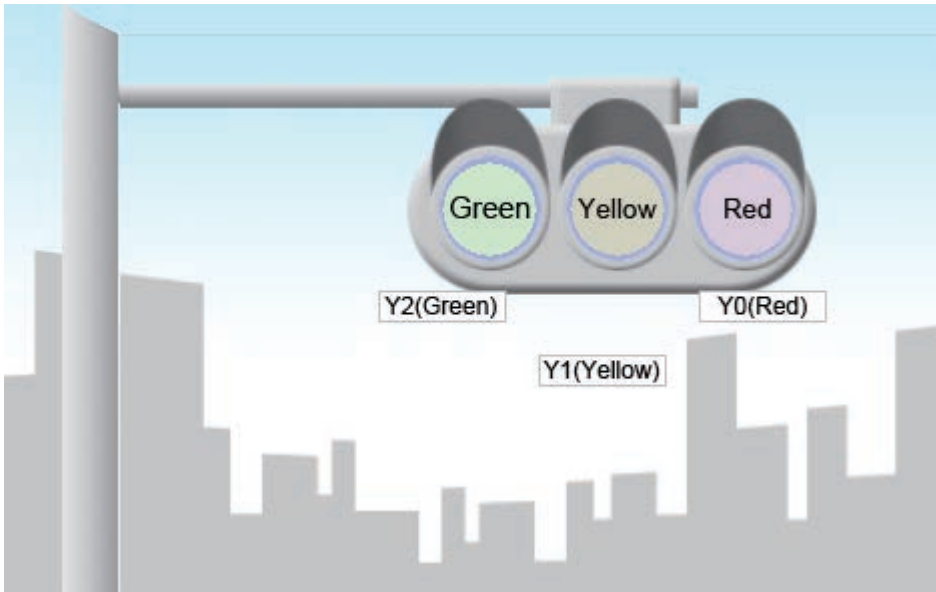 Green
Yellow
Red
Y2(Green)
Y0(Red)
Y1(Yellow)